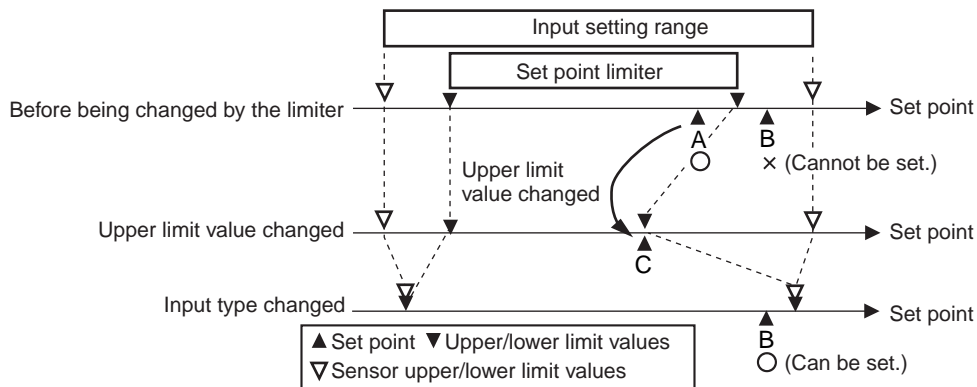 Input setting range
Set point limiter
Before being changed by the limiter
Set point
A
B
× (Cannot be set.)
Upper limit
value changed
Upper limit value changed
Set point
C
Input type changed
Set point
B
(Can be set.)
▲ Set point ▼ Upper/lower limit values
▽ Sensor upper/lower limit values